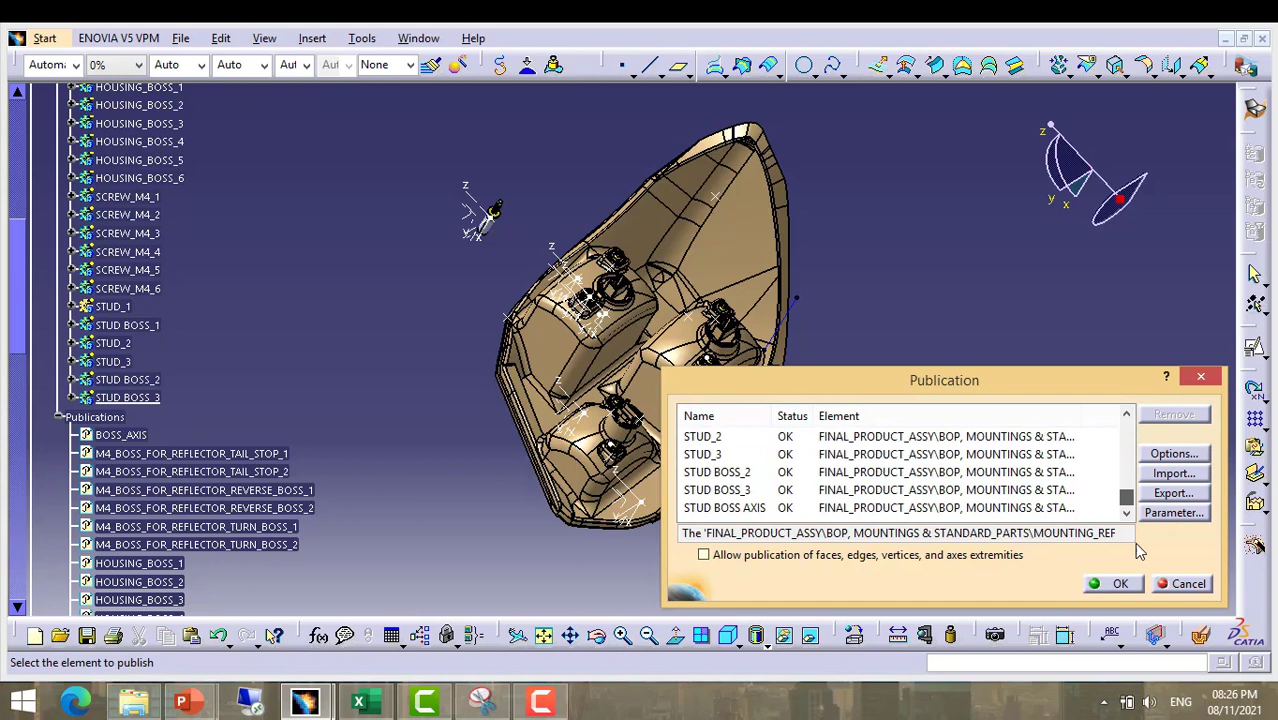 Start ENOVIA V5 VPM File Edit View Insert Tools Window Help
Automa 0% Auto Auto Aut Aut None
HOUSING_BOSS_1
HOUSING_BOSS_2
HOUSING_BOSS_3
HOUSING_BOSS_4
HOUSING_BOSS_5
HOUSING_BOSS_6
SCREW_M4_1
SCREW_M4_2
SCREW_M4_3
SCREW_M4_4
SCREW_M4_5
SCREW_M4_6
STUD_1
STUD BOSS_1
STUD_2
STUD_3
STUD BOSS_2
STUD BOSS_3
Publications
BOSS_AXIS
M4_BOSS_FOR_REFLECTOR_TAIL_STOP_1
M4_BOSS_FOR_REFLECTOR_TAIL_STOP_2
M4_BOSS_FOR_REFLECTOR_REVERSE_BOSS_1
M4_BOSS_FOR_REFLECTOR_REVERSE_BOSS_2
M4_BOSS_FOR_REFLECTOR_TURN_BOSS_1
M4_BOSS_FOR_REFLECTOR_TURN_BOSS_2
HOUSING_BOSS_1
HOUSING_BOSS_2
HOUSING_BOSS_3
z
y
x
z
y x
z
z
y x
z
y x
Publication
?
Name Status Element
STUD_2 OK FINAL_PRODUCT_ASSY\BOP, MOUNTINGS & STA...
STUD_3 OK FINAL_PRODUCT_ASSY\BOP, MOUNTINGS & STA...
STUD BOSS_2 OK FINAL_PRODUCT_ASSY\BOP, MOUNTINGS & STA...
STUD BOSS_3 OK FINAL_PRODUCT_ASSY\BOP, MOUNTINGS & STA...
STUD BOSS AXIS OK FINAL_PRODUCT_ASSY\BOP, MOUNTINGS & STA...
Remove
Options...
Import...
Export...
Parameter...
The 'FINAL_PRODUCT_ASSY\BOP, MOUNTINGS & STANDARD_PARTS\MOUNTING_REF
Allow publication of faces, edges, vertices, and axes extremities
OK Cancel
f(x)
ABC
CATIA
Select the element to publish
ENG
08:26 PM
08/11/2021